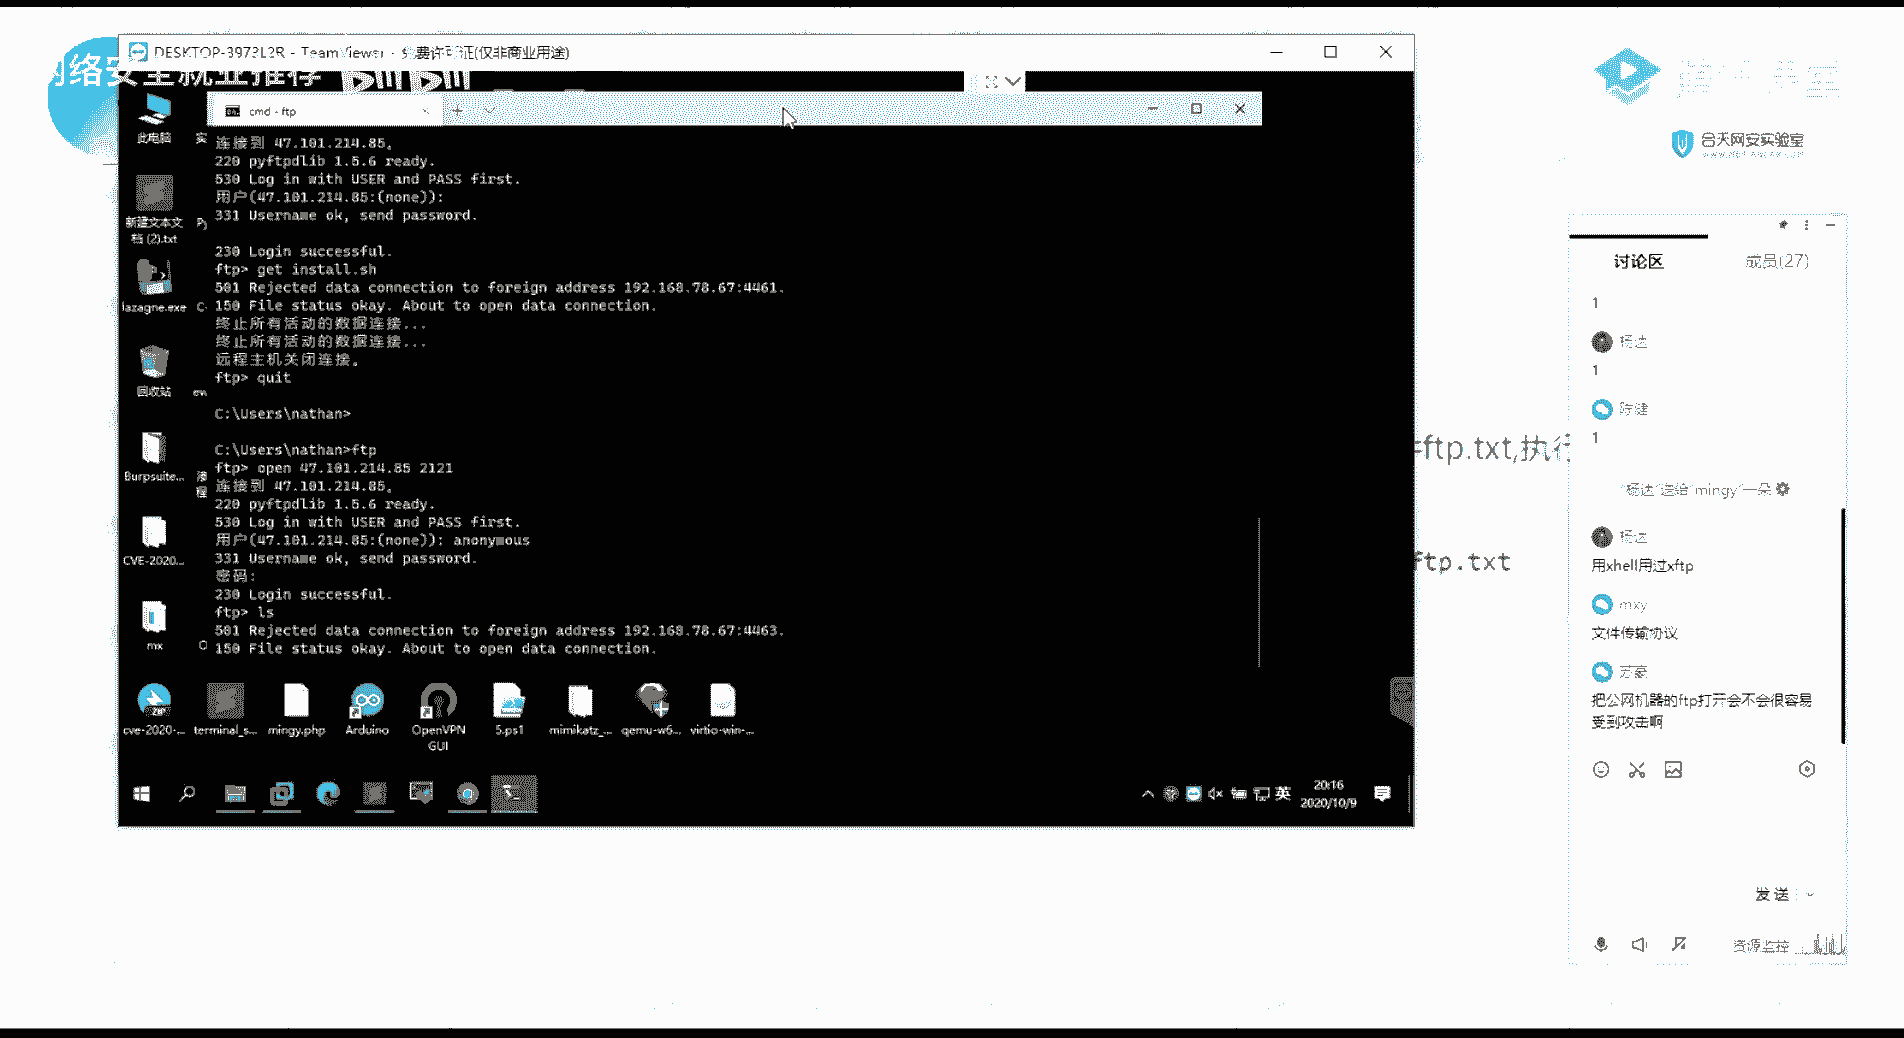 DESKTOP-3973L2R - TeamViewer - 免费许可证(仅非商业用途)
网络安全就业推荐
cmd - ftp
连接到 47.101.214.85。
220 pyftpdlib 1.5.6 ready.
530 Log in with USER and PASS first.
用户(47.101.214.85:(none)):
331 Username ok, send password.
230 Login successful.
ftp> get install.sh
501 Rejected data connection to foreign address 192.168.78.67:4461.
150 File status okay. About to open data connection.
终止所有活动的数据连接...
终止所有活动的数据连接...
远程主机关闭连接。
ftp> quit
C:\Users\nathan>
C:\Users\nathan>ftp
ftp> open 47.101.214.85 2121
连接到 47.101.214.85。
220 pyftpdlib 1.5.6 ready.
530 Log in with USER and PASS first.
用户(47.101.214.85:(none)): anonymous
331 Username ok, send password.
密码:
230 Login successful.
ftp> ls
501 Rejected data connection to foreign address 192.168.78.67:4463.
150 File status okay. About to open data connection.
此电脑
新建文本文
档 (2).txt
lazagne.exe
回收站
Burpsuite...
CVE-2020...
mx
cve-2020-...
terminal_s...
mingy.php
Arduino
OpenVPN
GUI
5.ps1
mimikatz_...
qemu-w6...
virtio-win-...
英
20:16
2020/10/9
ftp.txt,执行
ftp.txt
合天网安实验室
讨论区
成员(27)
1
杨达
1
陈健
1
"杨达"送给"mingy"一朵
杨达
用xhell用过xftp
mxy
文件传输协议
苏豪
把公网机器的ftp打开会不会很容易
受到攻击啊
发送
资源监控